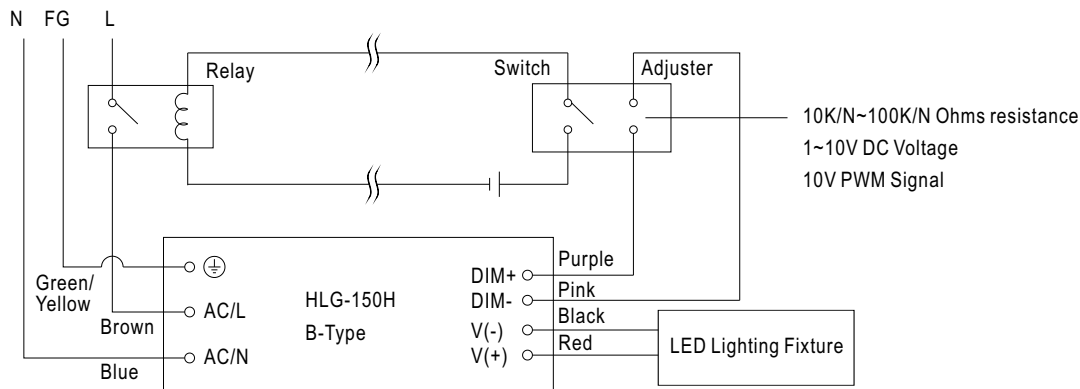 N FG L
Relay
Switch
Adjuster
10K/N~100K/N Ohms resistance
1~10V DC Voltage
10V PWM Signal
Green/
Yellow
Brown
Blue
AC/L
AC/N
HLG-150H
B-Type
DIM+
DIM-
V(-)
V(+)
Purple
Pink
Black
Red
LED Lighting Fixture